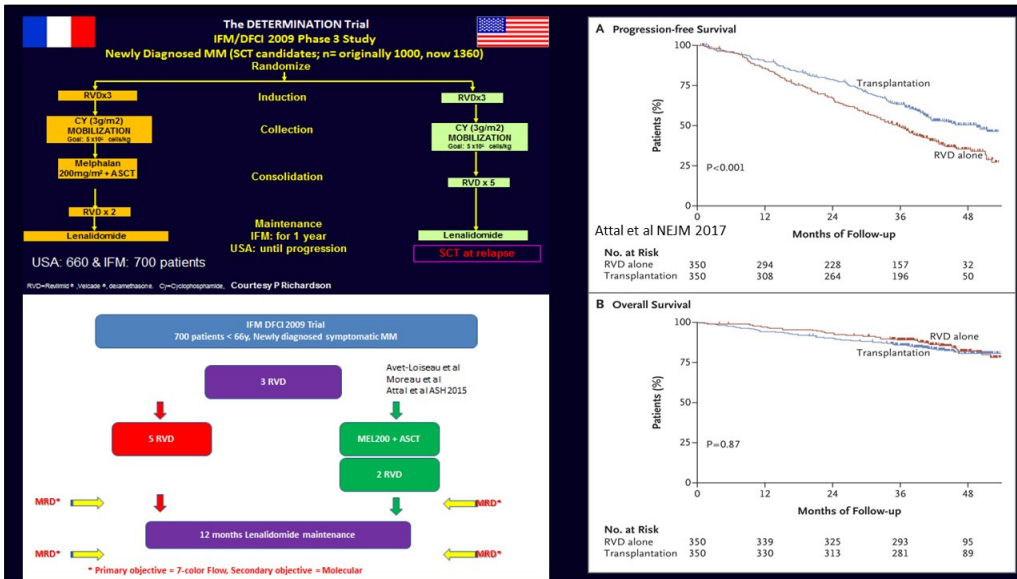 The DETERMINATION Trial
IFM/DFCI 2009 Phase 3 Study
Newly Diagnosed MM (SCT candidates; n= originally 1000, now 1360)
Randomize
RVDx3
Induction
RVDx3
CY (3g/m2)
MOBILIZATION
Collection
CY (3g/m2)
MOBILIZATION
Melphalan
200mg/m² + ASCT
Consolidation
RVD x 5
RVD x 2
Maintenance
IFM: for 1 year
USA: until progression
Lenalidomide
Lenalidomide
SCT at relapse
USA: 660 & IFM: 700 patients
RVD=Revlimid ®, Velcade ®, dexamethasone. Cy=Cyclophosphamide, Courtesy P Richardson
IFM DFCI 2009 Trial
700 patients < 66y, Newly diagnosed symptomatic MM
3 RVD
Avet-Loiseau et al
Moreau et al
Attal et al ASH 2015
5 RVD
MEL200 + ASCT
2 RVD
MRD*
MRD*
12 months Lenalidomide maintenance
MRD*
MRD*
* Primary objective = 7-color Flow, Secondary objective = Molecular
A Progression-free Survival
Patients (%)
100
75
50
25
0
Transplantation
RVD alone
P<0.001
0 12 24 36 48
Months of Follow-up
Attal et al NEJM 2017
No. at Risk
RVD alone 350 294 228 157 32
Transplantation 350 308 264 196 50
B Overall Survival
Patients (%)
100
75
50
25
0
RVD alone
Transplantation
P=0.87
0 12 24 36 48
Months of Follow-up
No. at Risk
RVD alone 350 339 325 293 95
Transplantation 350 330 313 281 89